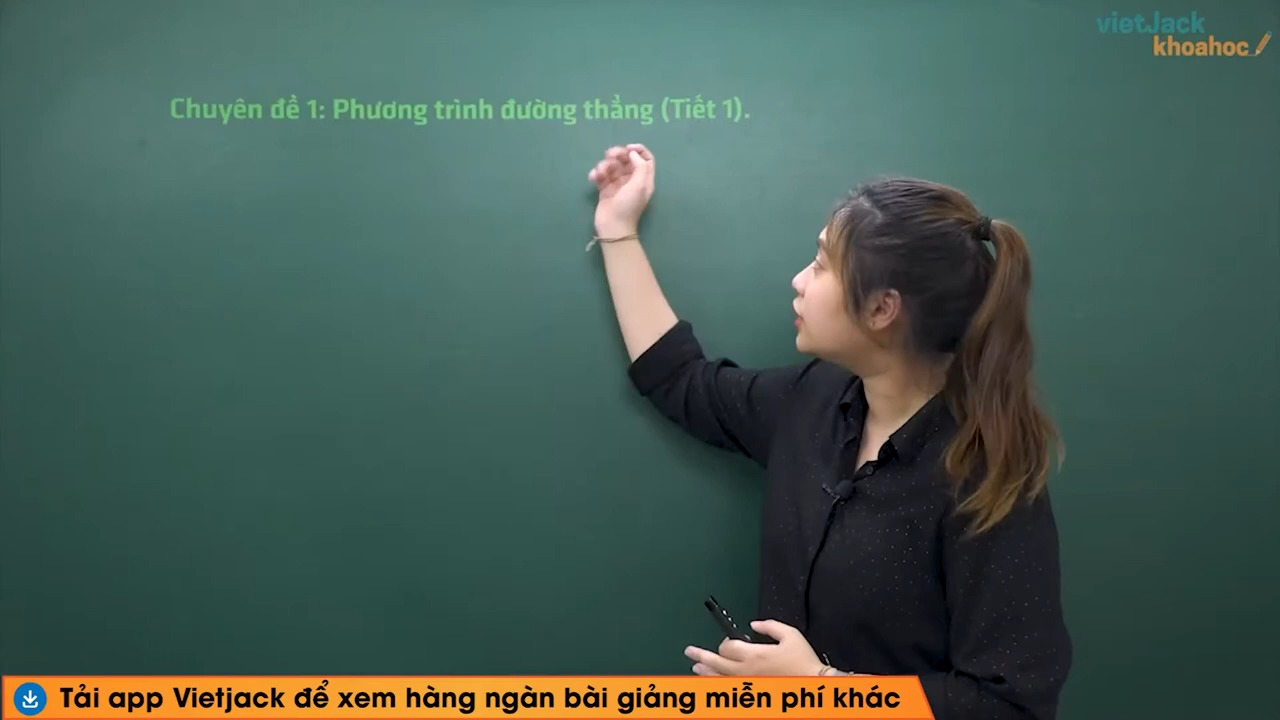 vietJack
khoahoc
Chuyên đề 1: Phương trình đường thẳng (Tiết 1).
Tải app Vietjack để xem hàng ngàn bài giảng miễn phí khác